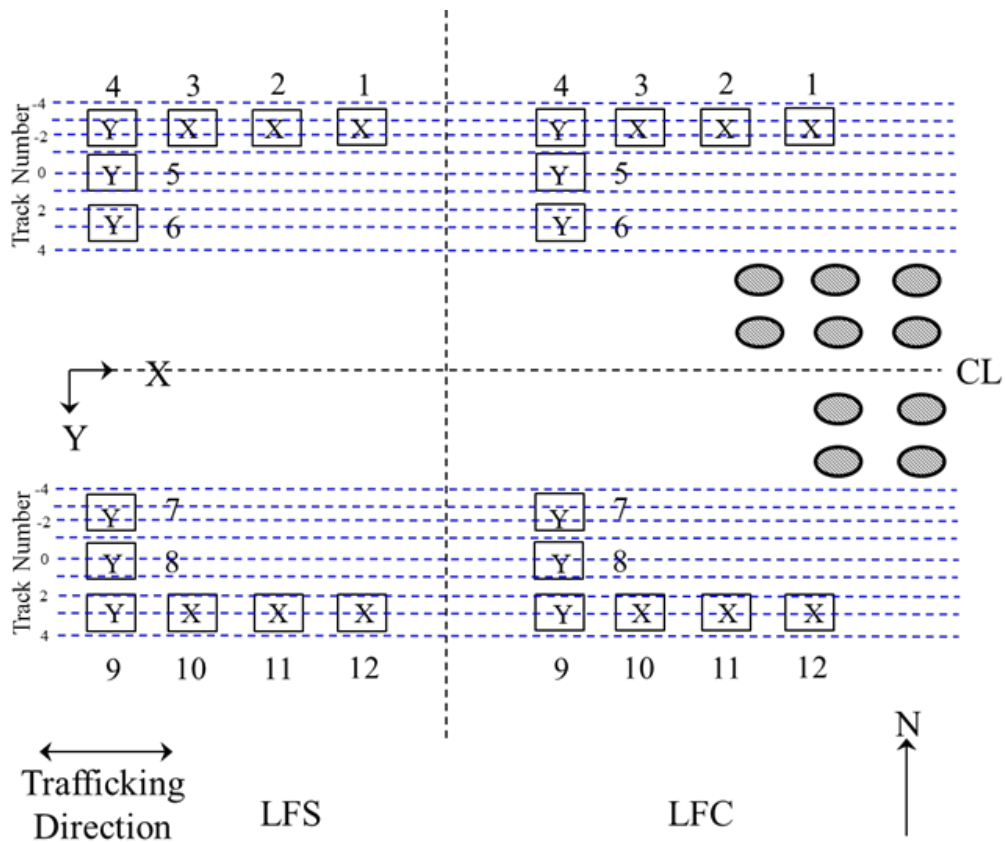 4 3 2 1 4 3 2 1
-4
Y X X X Y X X X
-2
Y 5 Y 5
0
2
Y 6 Y 6
4
Track Number
X
CL
Y
-4
Y 7 Y 7
-2
0
Y 8 Y 8
2
Y X X X Y X X X
4
Track Number
9 10 11 12 9 10 11 12
N
Trafficking
Direction
LFS
LFC